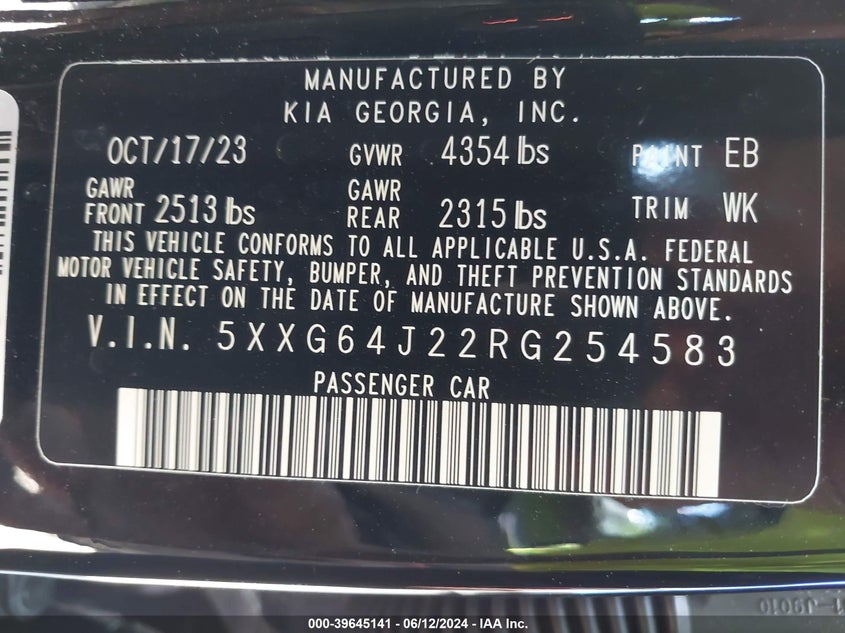 MANUFACTURED BY
KIA GEORGIA, INC.
OCT/17/23 GVWR 4354 lbs PAINT EB
GAWR FRONT 2513 lbs GAWR REAR 2315 lbs TRIM WK
THIS VEHICLE CONFORMS TO ALL APPLICABLE U.S.A. FEDERAL
MOTOR VEHICLE SAFETY, BUMPER, AND THEFT PREVENTION STANDARDS
IN EFFECT ON THE DATE OF MANUFACTURE SHOWN ABOVE.
V.I.N. 5XXG64J22RG254583
PASSENGER CAR
000-39645141 - 06/12/2024 - IAA Inc.